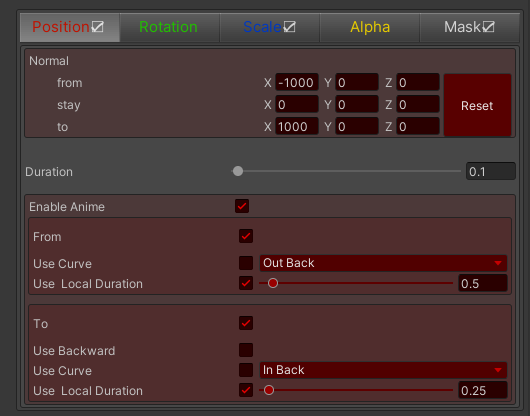 Position Rotation Scale Alpha Mask
Normal
from X -1000 Y 0 Z 0
stay X 0 Y 0 Z 0
to X 1000 Y 0 Z 0
Reset
Duration 0.1
Enable Anime
From
Use Curve Out Back
Use Local Duration 0.5
To
Use Backward
Use Curve In Back
Use Local Duration 0.25